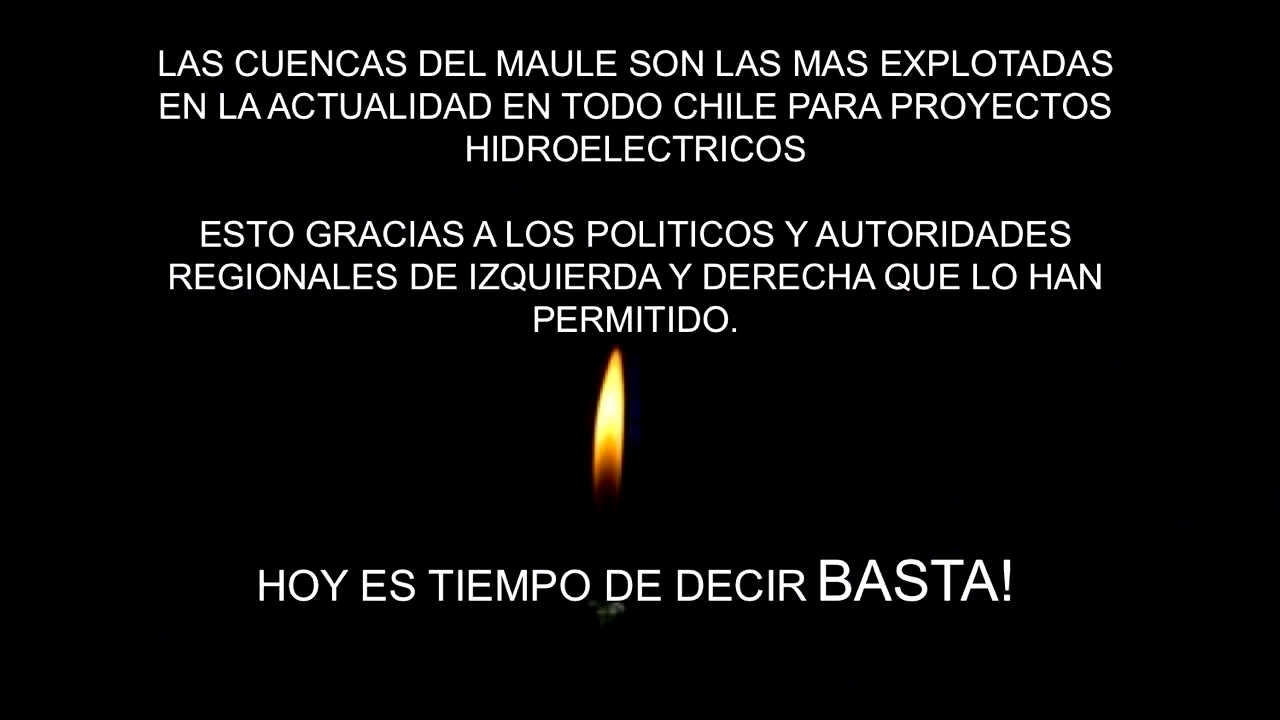 LAS CUENCAS DEL MAULE SON LAS MAS EXPLOTADAS
EN LA ACTUALIDAD EN TODO CHILE PARA PROYECTOS
HIDROELECTRICOS
ESTO GRACIAS A LOS POLITICOS Y AUTORIDADES
REGIONALES DE IZQUIERDA Y DERECHA QUE LO HAN
PERMITIDO.
HOY ES TIEMPO DE DECIR BASTA!